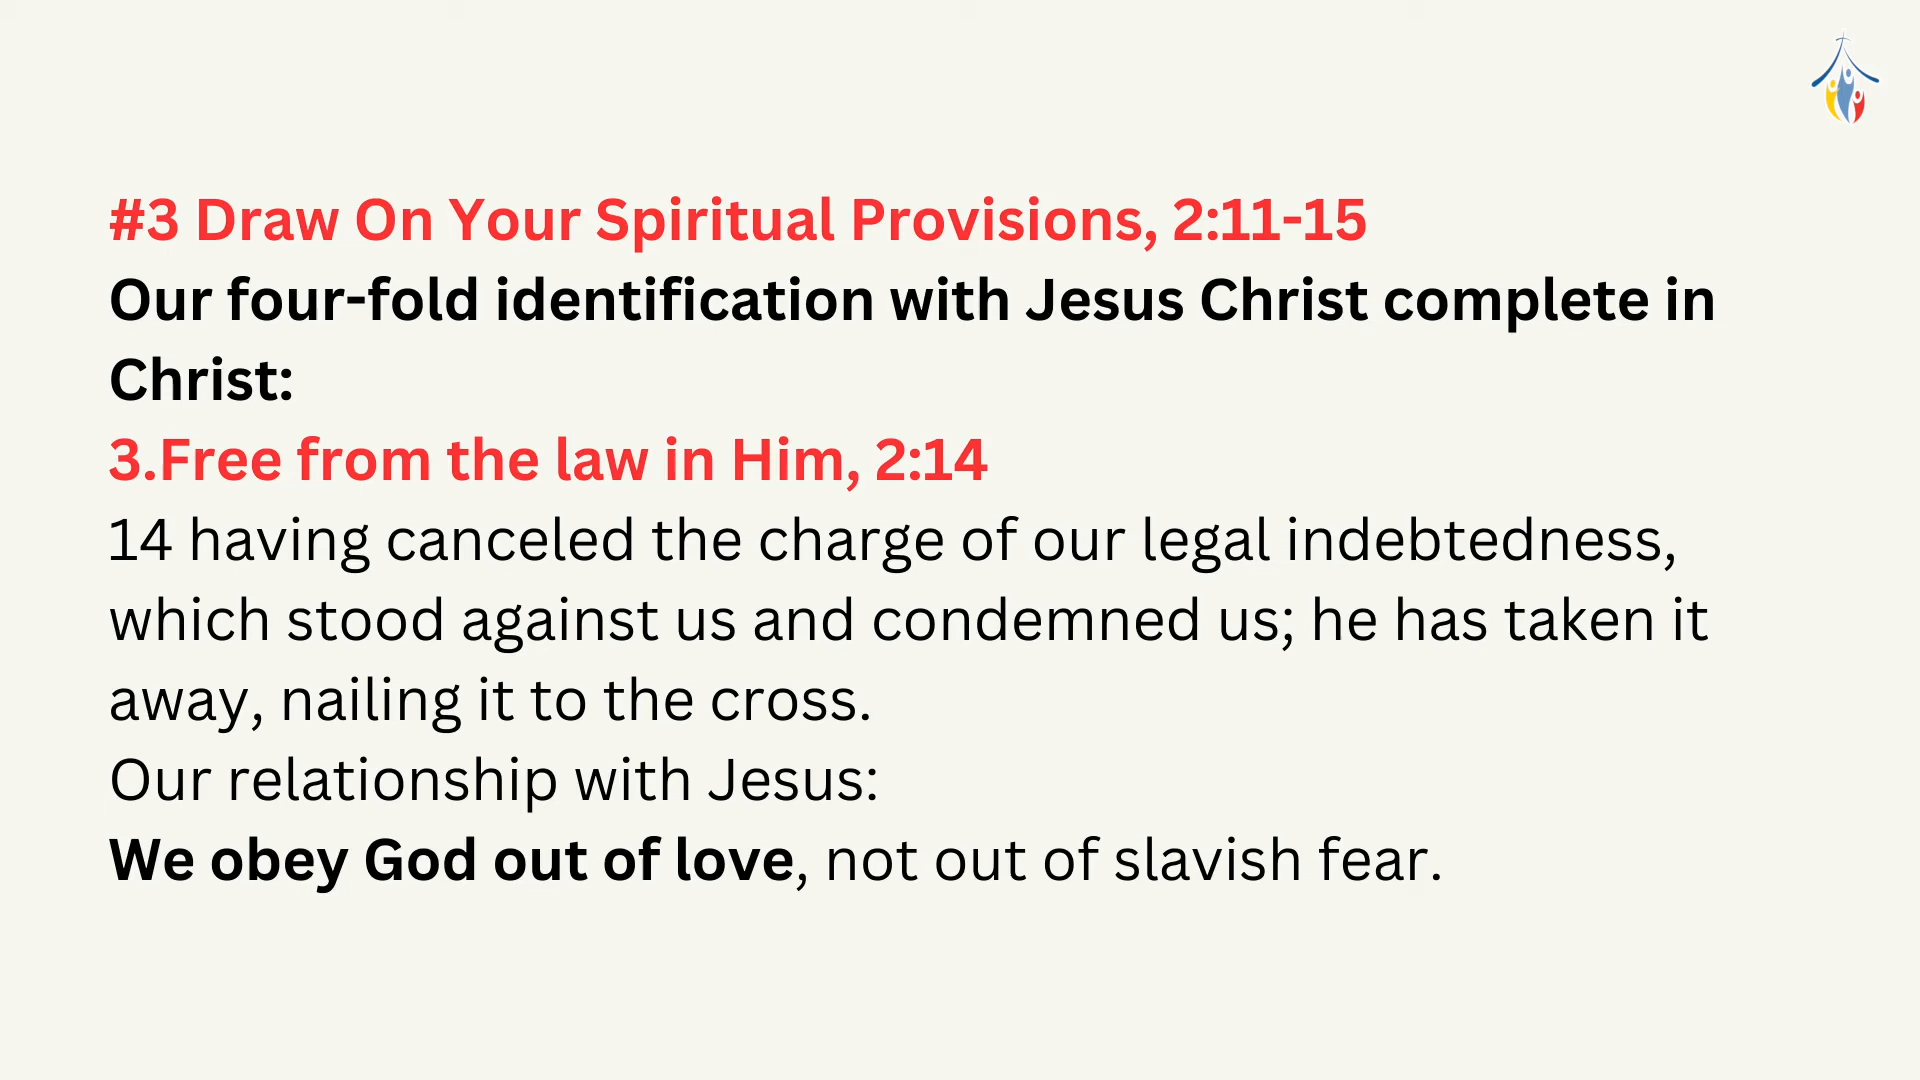 #3 Draw On Your Spiritual Provisions, 2:11-15
Our four-fold identification with Jesus Christ complete in
Christ:
3.Free from the law in Him, 2:14
14 having canceled the charge of our legal indebtedness,
which stood against us and condemned us; he has taken it
away, nailing it to the cross.
Our relationship with Jesus:
We obey God out of love, not out of slavish fear.